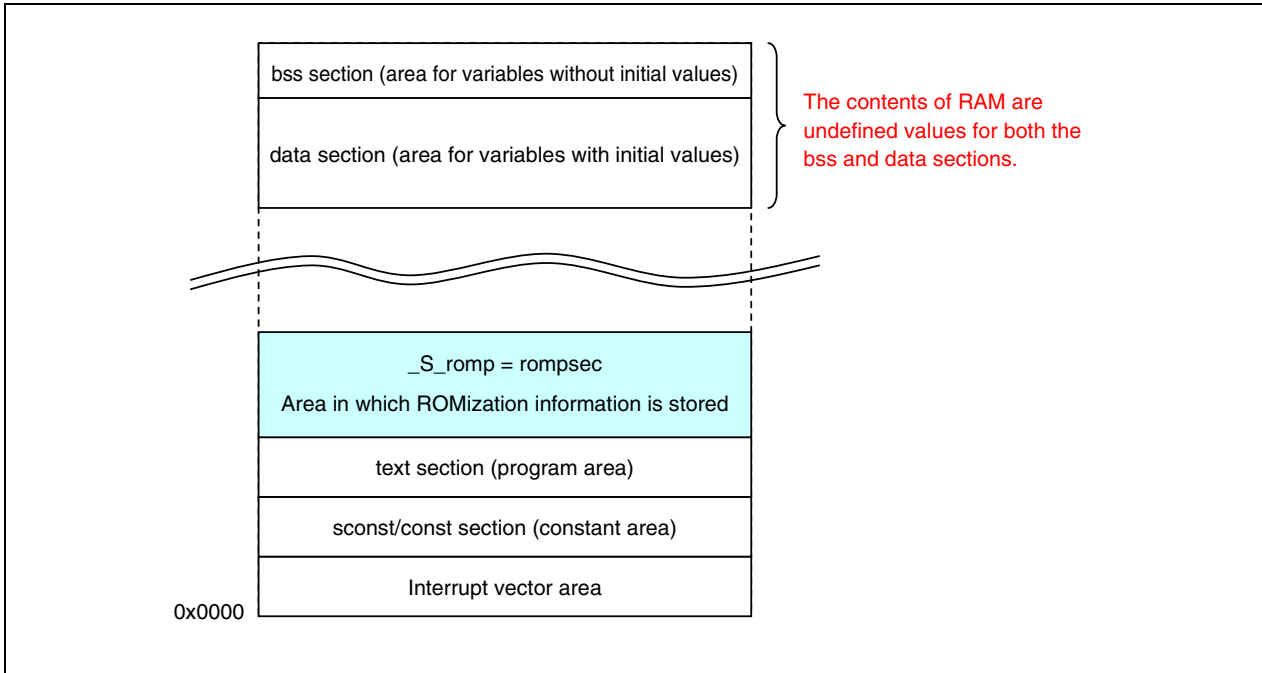 bss section (area for variables without initial values)
data section (area for variables with initial values)
The contents of RAM are
undefined values for both the
bss and data sections.
_S_romp = rompsec
Area in which ROMization information is stored
text section (program area)
sconst/const section (constant area)
Interrupt vector area
0x0000